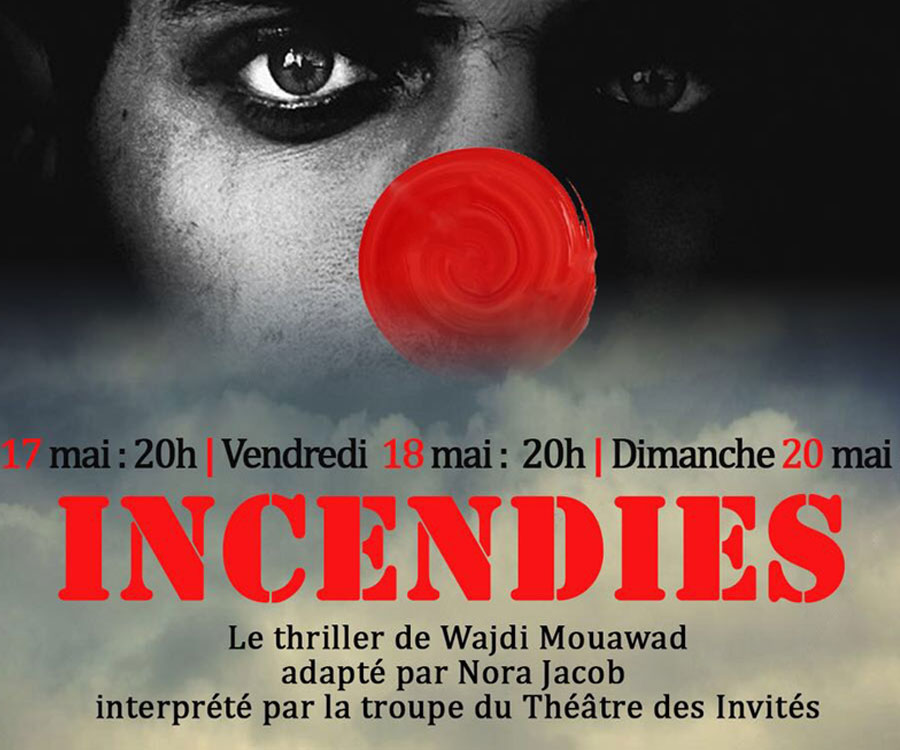 17 mai : 20h | Vendredi 18 mai : 20h | Dimanche 20 mai
INCENDIES
Le thriller de Wajdi Mouawad
adapté par Nora Jacob
interprété par la troupe du Théâtre des Invités